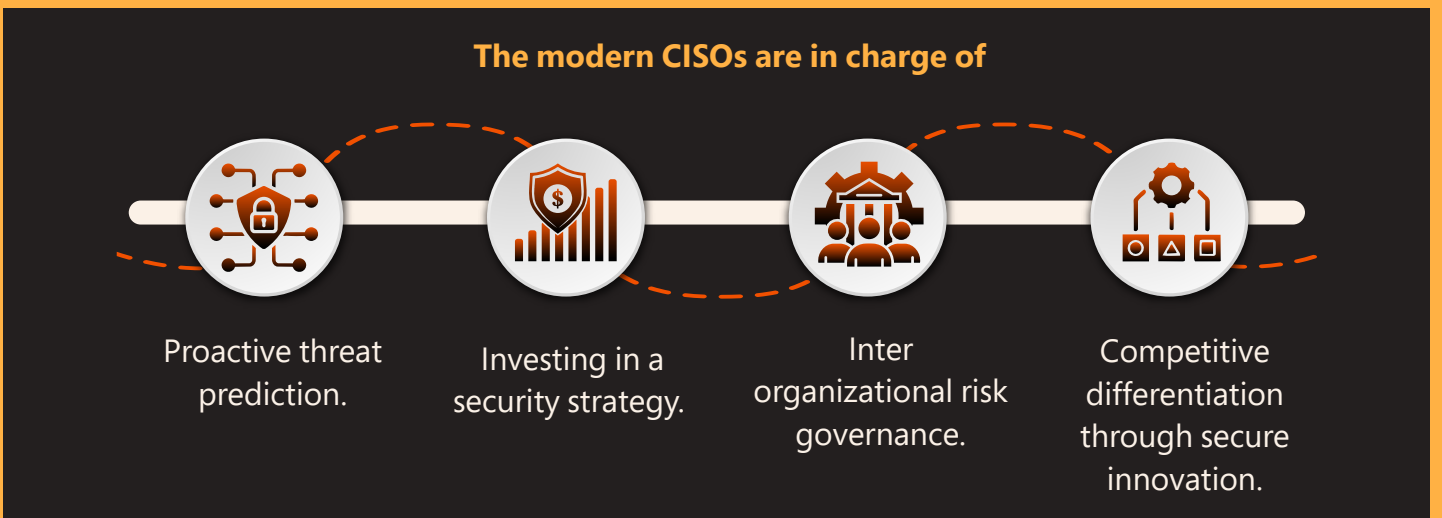 The modern CISOs are in charge of
$
Proactive threat
prediction.
Investing in a
security strategy.
Inter
organizational risk
governance.
Competitive
differentiation
through secure
innovation.